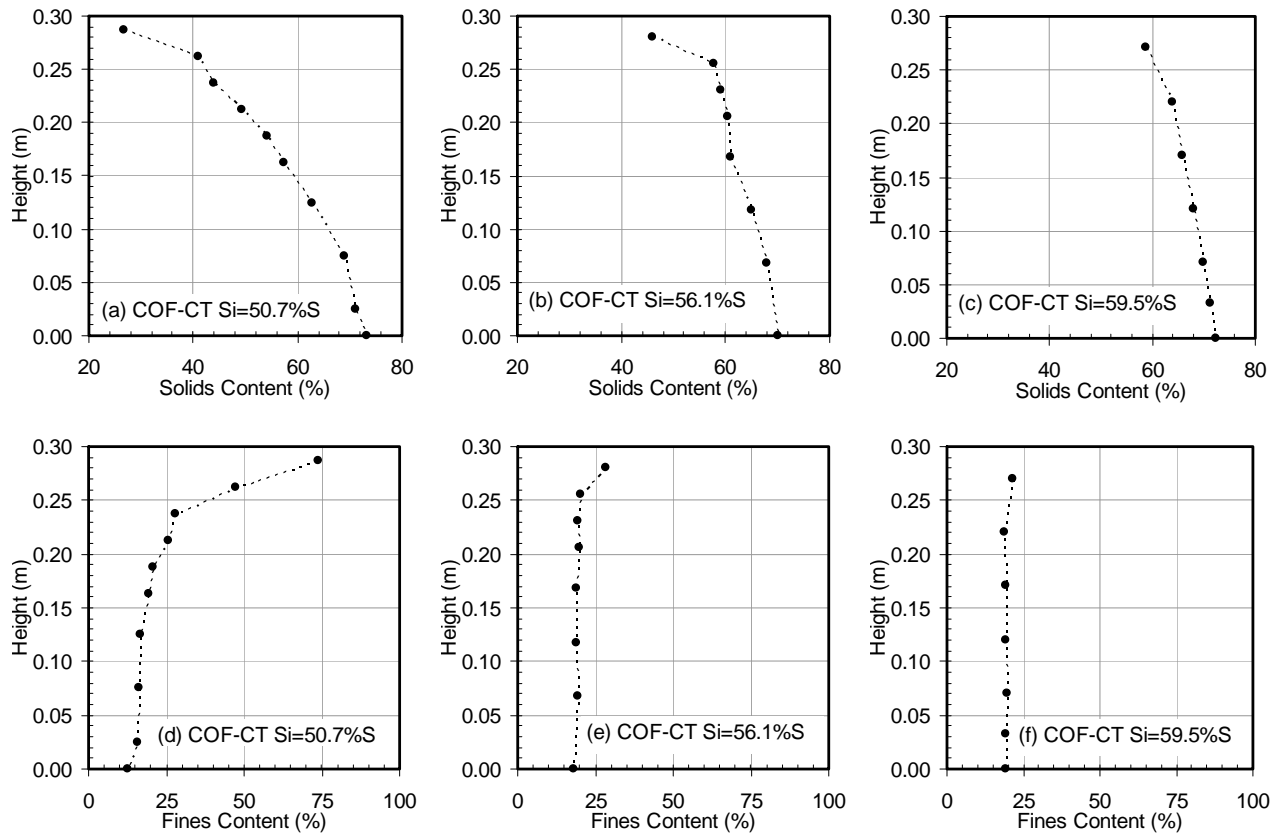 0.30
0.25
0.20
0.15
0.10
0.05
0.00
Height (m)
(a) COF-CT Si=50.7%S
20 40 60 80
Solids Content (%)
0.30
0.25
0.20
0.15
0.10
0.05
0.00
Height (m)
(b) COF-CT Si=56.1%S
20 40 60 80
Solids Content (%)
0.30
0.25
0.20
0.15
0.10
0.05
0.00
Height (m)
(c) COF-CT Si=59.5%S
20 40 60 80
Solids Content (%)
0.30
0.25
0.20
0.15
0.10
0.05
0.00
Height (m)
(d) COF-CT Si=50.7%S
0 25 50 75 100
Fines Content (%)
0.30
0.25
0.20
0.15
0.10
0.05
0.00
Height (m)
(e) COF-CT Si=56.1%S
0 25 50 75 100
Fines Content (%)
0.30
0.25
0.20
0.15
0.10
0.05
0.00
Height (m)
(f) COF-CT Si=59.5%S
0 25 50 75 100
Fines Content (%)